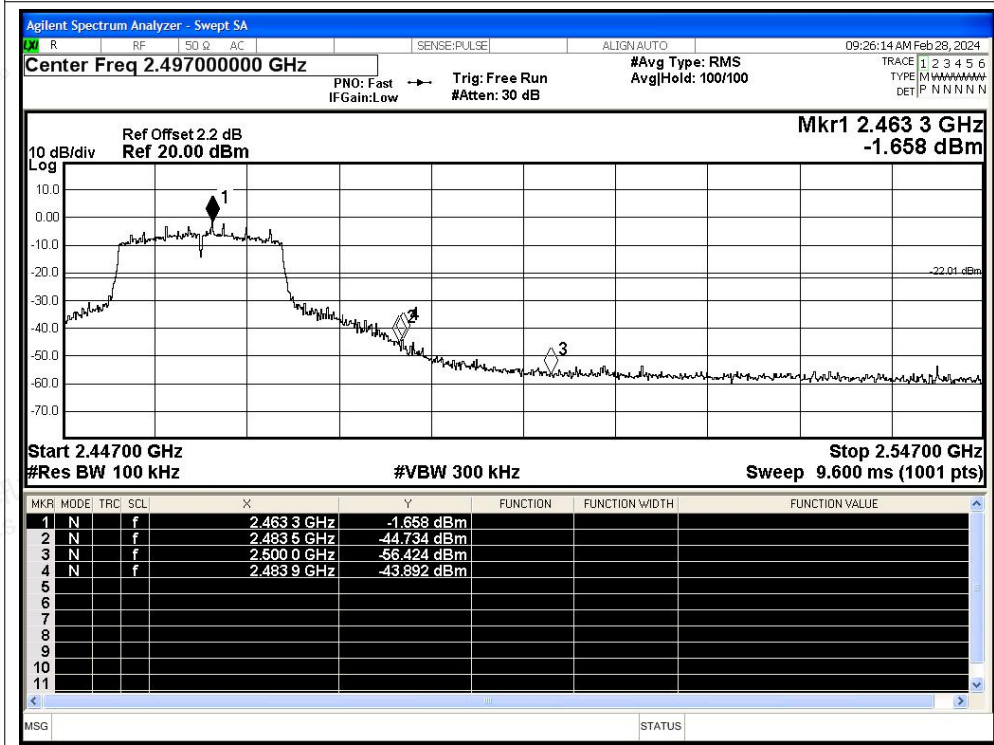 Agilent Spectrum Analyzer - Swept SA
LXI R RF 50 Ω AC SENSE:PULSE ALIGN AUTO 09:26:14 AM Feb 28, 2024
Center Freq 2.497000000 GHz
PNO: Fast Trig: Free Run #Avg Type: RMS TRACE 1 2 3 4 5 6
IFGain:Low #Atten: 30 dB Avg|Hold: 100/100 TYPE M WWWWW
DET P N N N N N
Ref Offset 2.2 dB Mkr1 2.463 3 GHz
10 dB/div Ref 20.00 dBm -1.658 dBm
Log
10.0
1
0.00
-10.0
-20.0
-22.01 dBm
-30.0
-40.0
2 4
-50.0
3
-60.0
-70.0
Start 2.44700 GHz Stop 2.54700 GHz
#Res BW 100 kHz #VBW 300 kHz Sweep 9.600 ms (1001 pts)
MKR MODE TRC SCL X Y FUNCTION FUNCTION WIDTH FUNCTION VALUE
1 N f 2.463 3 GHz -1.658 dBm
2 N f 2.483 5 GHz -44.734 dBm
3 N f 2.500 0 GHz -56.424 dBm
4 N f 2.483 9 GHz -43.892 dBm
5
6
7
8
9
10
11
MSG STATUS